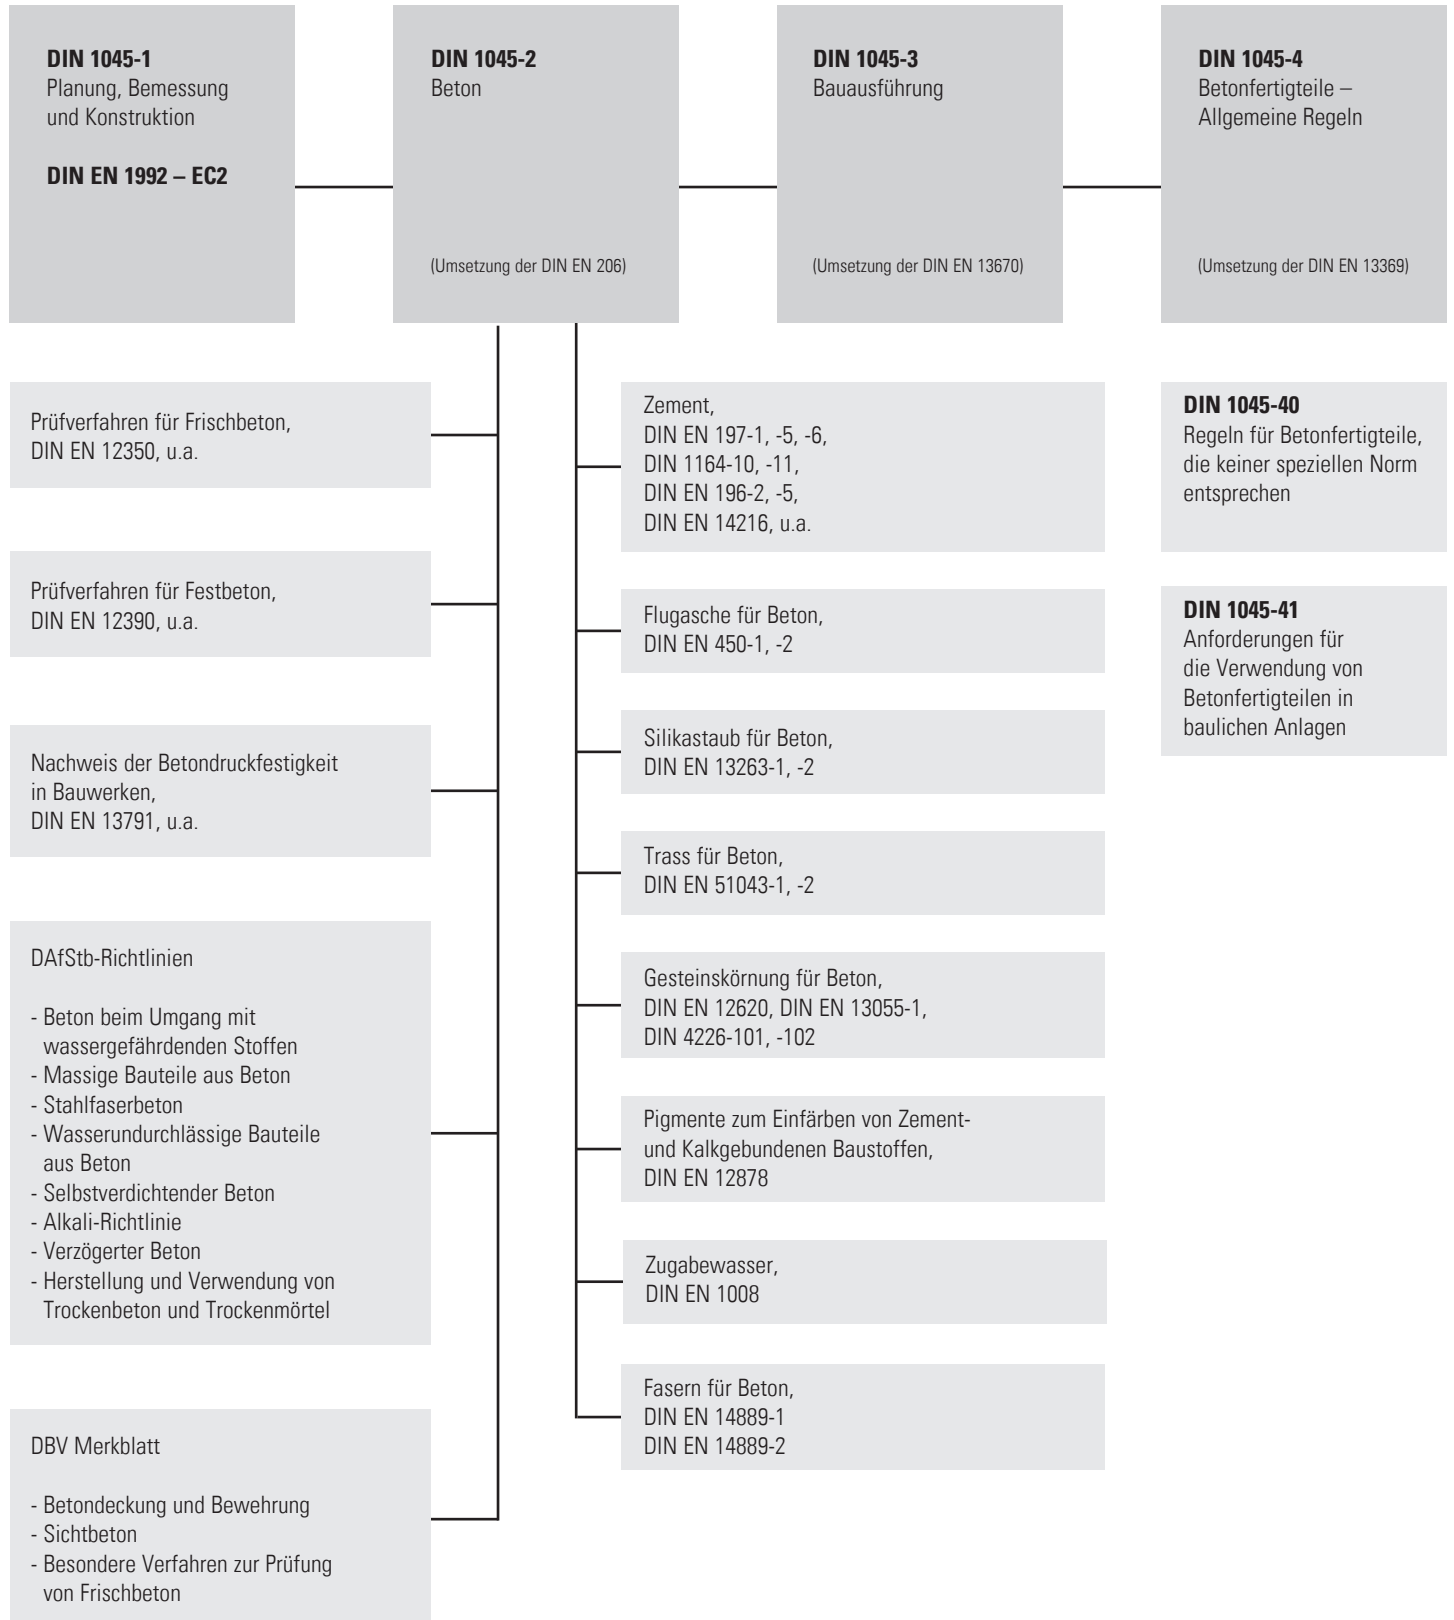 DIN 1045-1
Planung, Bemessung
und Konstruktion
DIN EN 1992 – EC2
DIN 1045-2
Beton
(Umsetzung der DIN EN 206)
DIN 1045-3
Bauausführung
(Umsetzung der DIN EN 13670)
DIN 1045-4
Betonfertigteile –
Allgemeine Regeln
(Umsetzung der DIN EN 13369)
Prüfverfahren für Frischbeton,
DIN EN 12350, u.a.
Prüfverfahren für Festbeton,
DIN EN 12390, u.a.
Nachweis der Betondruckfestigkeit
in Bauwerken,
DIN EN 13791, u.a.
DAfStb-Richtlinien
- Beton beim Umgang mit
wassergefährdenden Stoffen
- Massige Bauteile aus Beton
- Stahlfaserbeton
- Wasserundurchlässige Bauteile
aus Beton
- Selbstverdichtender Beton
- Alkali-Richtlinie
- Verzögerter Beton
- Herstellung und Verwendung von
Trockenbeton und Trockenmörtel
DBV Merkblatt
- Betondeckung und Bewehrung
- Sichtbeton
- Besondere Verfahren zur Prüfung
von Frischbeton
Zement,
DIN EN 197-1, -5, -6,
DIN 1164-10, -11,
DIN EN 196-2, -5,
DIN EN 14216, u.a.
Flugasche für Beton,
DIN EN 450-1, -2
Silikastaub für Beton,
DIN EN 13263-1, -2
Trass für Beton,
DIN EN 51043-1, -2
Gesteinskörnung für Beton,
DIN EN 12620, DIN EN 13055-1,
DIN 4226-101, -102
Pigmente zum Einfärben von Zement-
und Kalkgebundenen Baustoffen,
DIN EN 12878
Zugabewasser,
DIN EN 1008
Fasern für Beton,
DIN EN 14889-1
DIN EN 14889-2
DIN 1045-40
Regeln für Betonfertigteile,
die keiner speziellen Norm
entsprechen
DIN 1045-41
Anforderungen für
die Verwendung von
Betonfertigteilen in
baulichen Anlagen